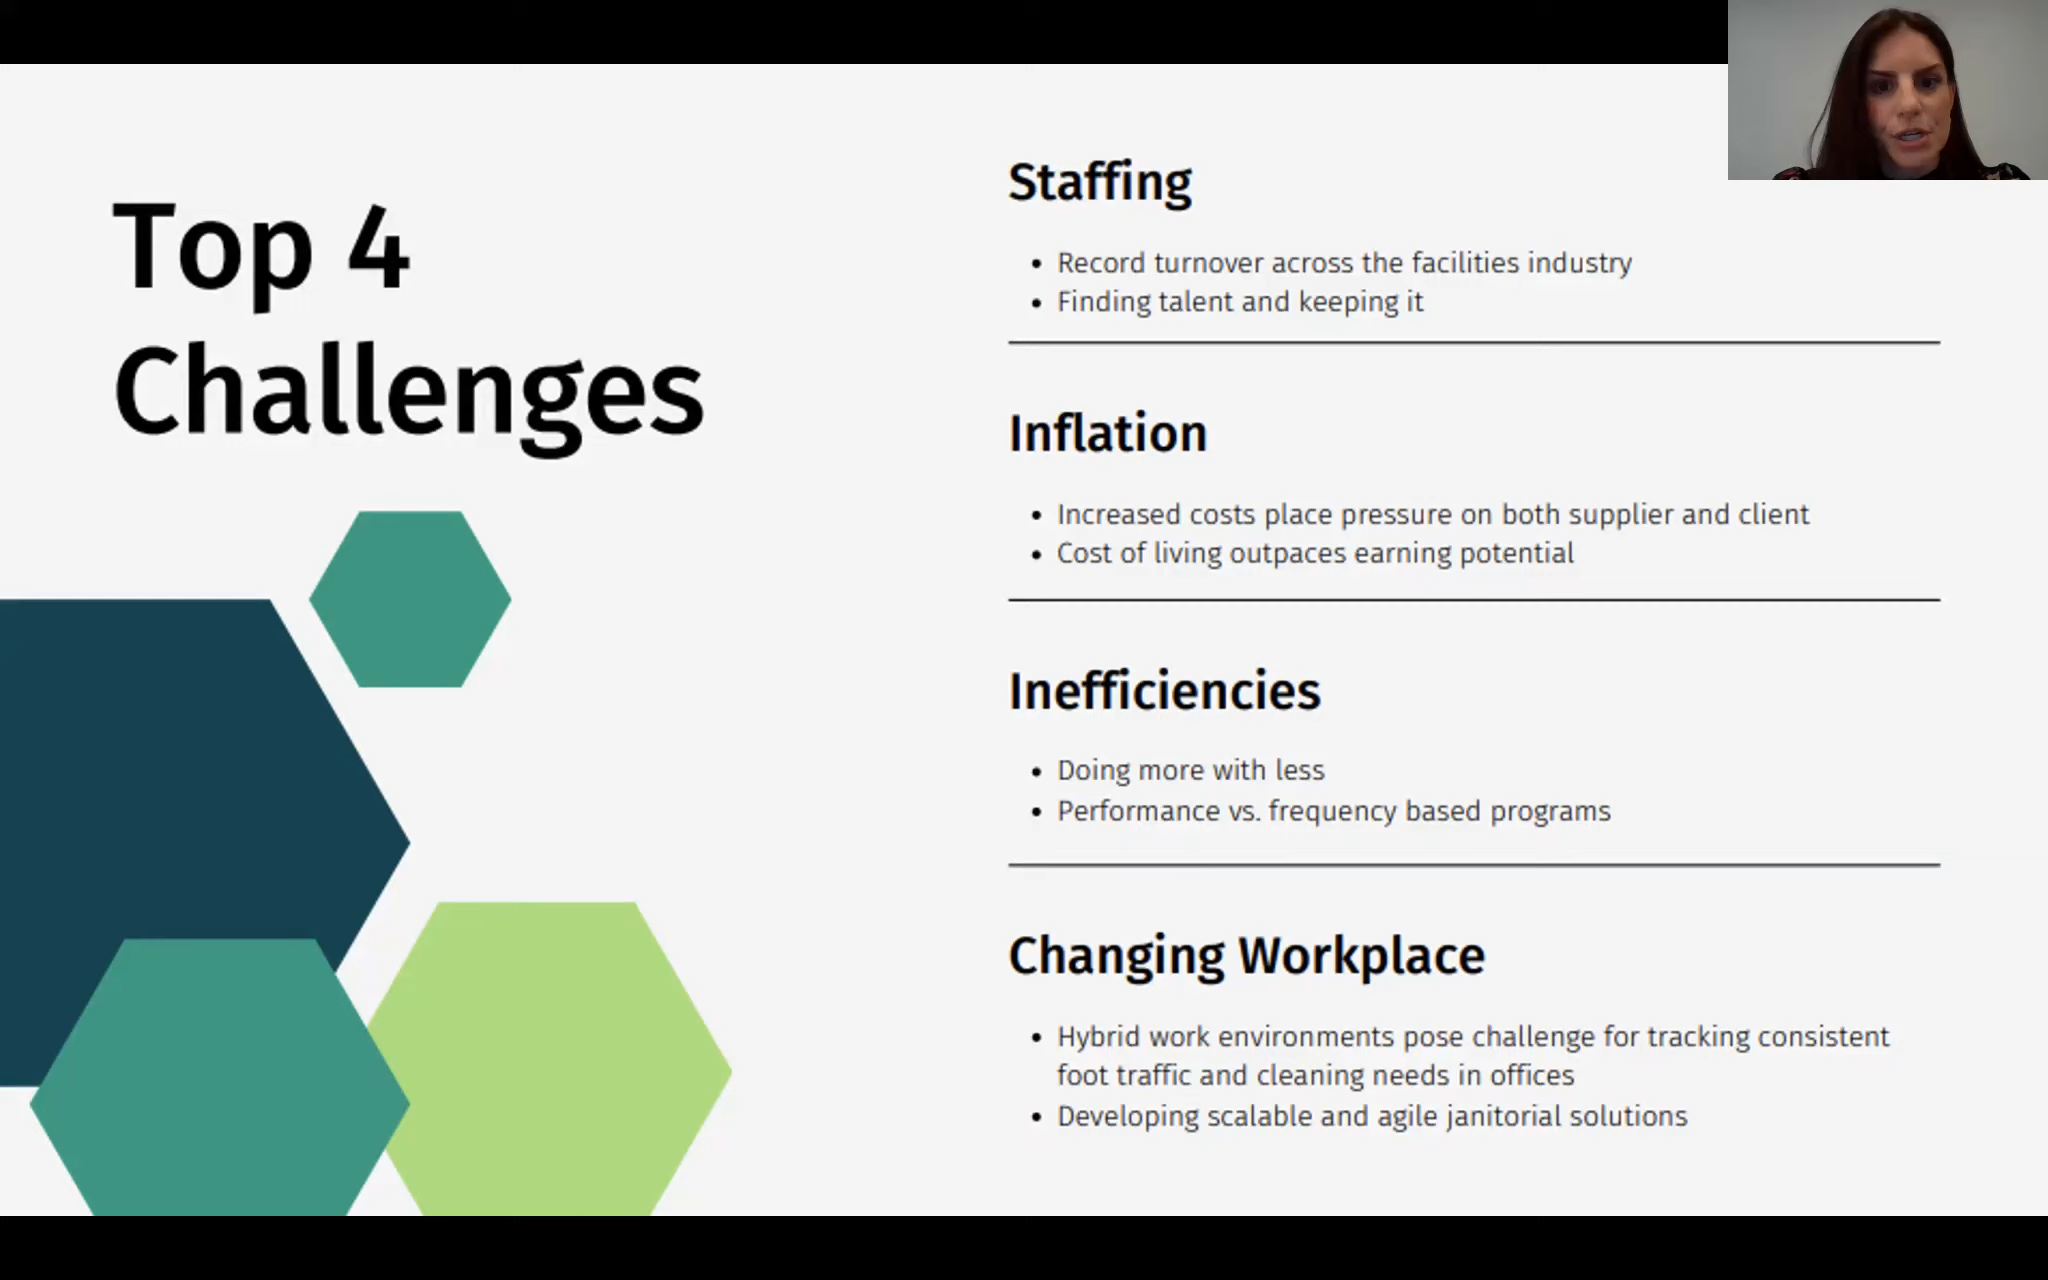 Top 4
Challenges
Staffing
• Record turnover across the facilities industry
• Finding talent and keeping it
Inflation
• Increased costs place pressure on both supplier and client
• Cost of living outpaces earning potential
Inefficiencies
• Doing more with less
• Performance vs. frequency based programs
Changing Workplace
• Hybrid work environments pose challenge for tracking consistent
foot traffic and cleaning needs in offices
• Developing scalable and agile janitorial solutions